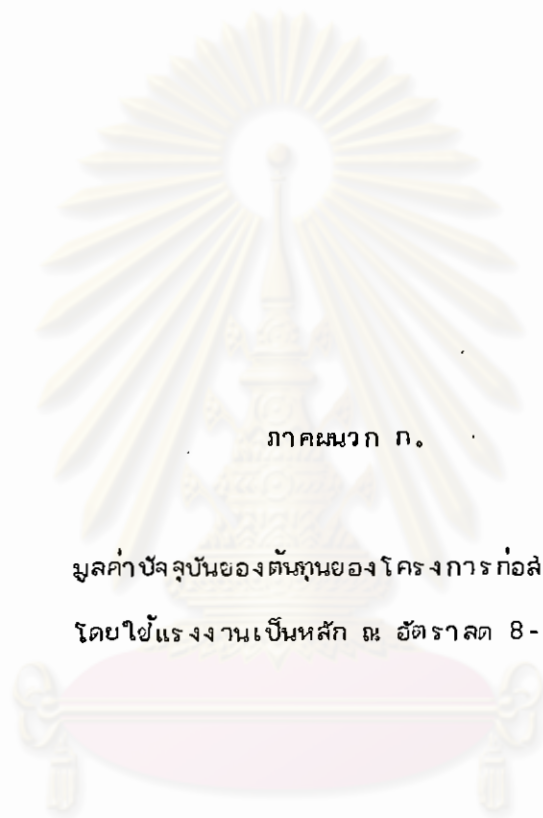 ภาคผนวก ก.
มูลค่าปัจจุบันของต้นทุนของโครงการก่อส
โดยใช้แรงงานเป็นหลัก ณ อัตราลด 8-